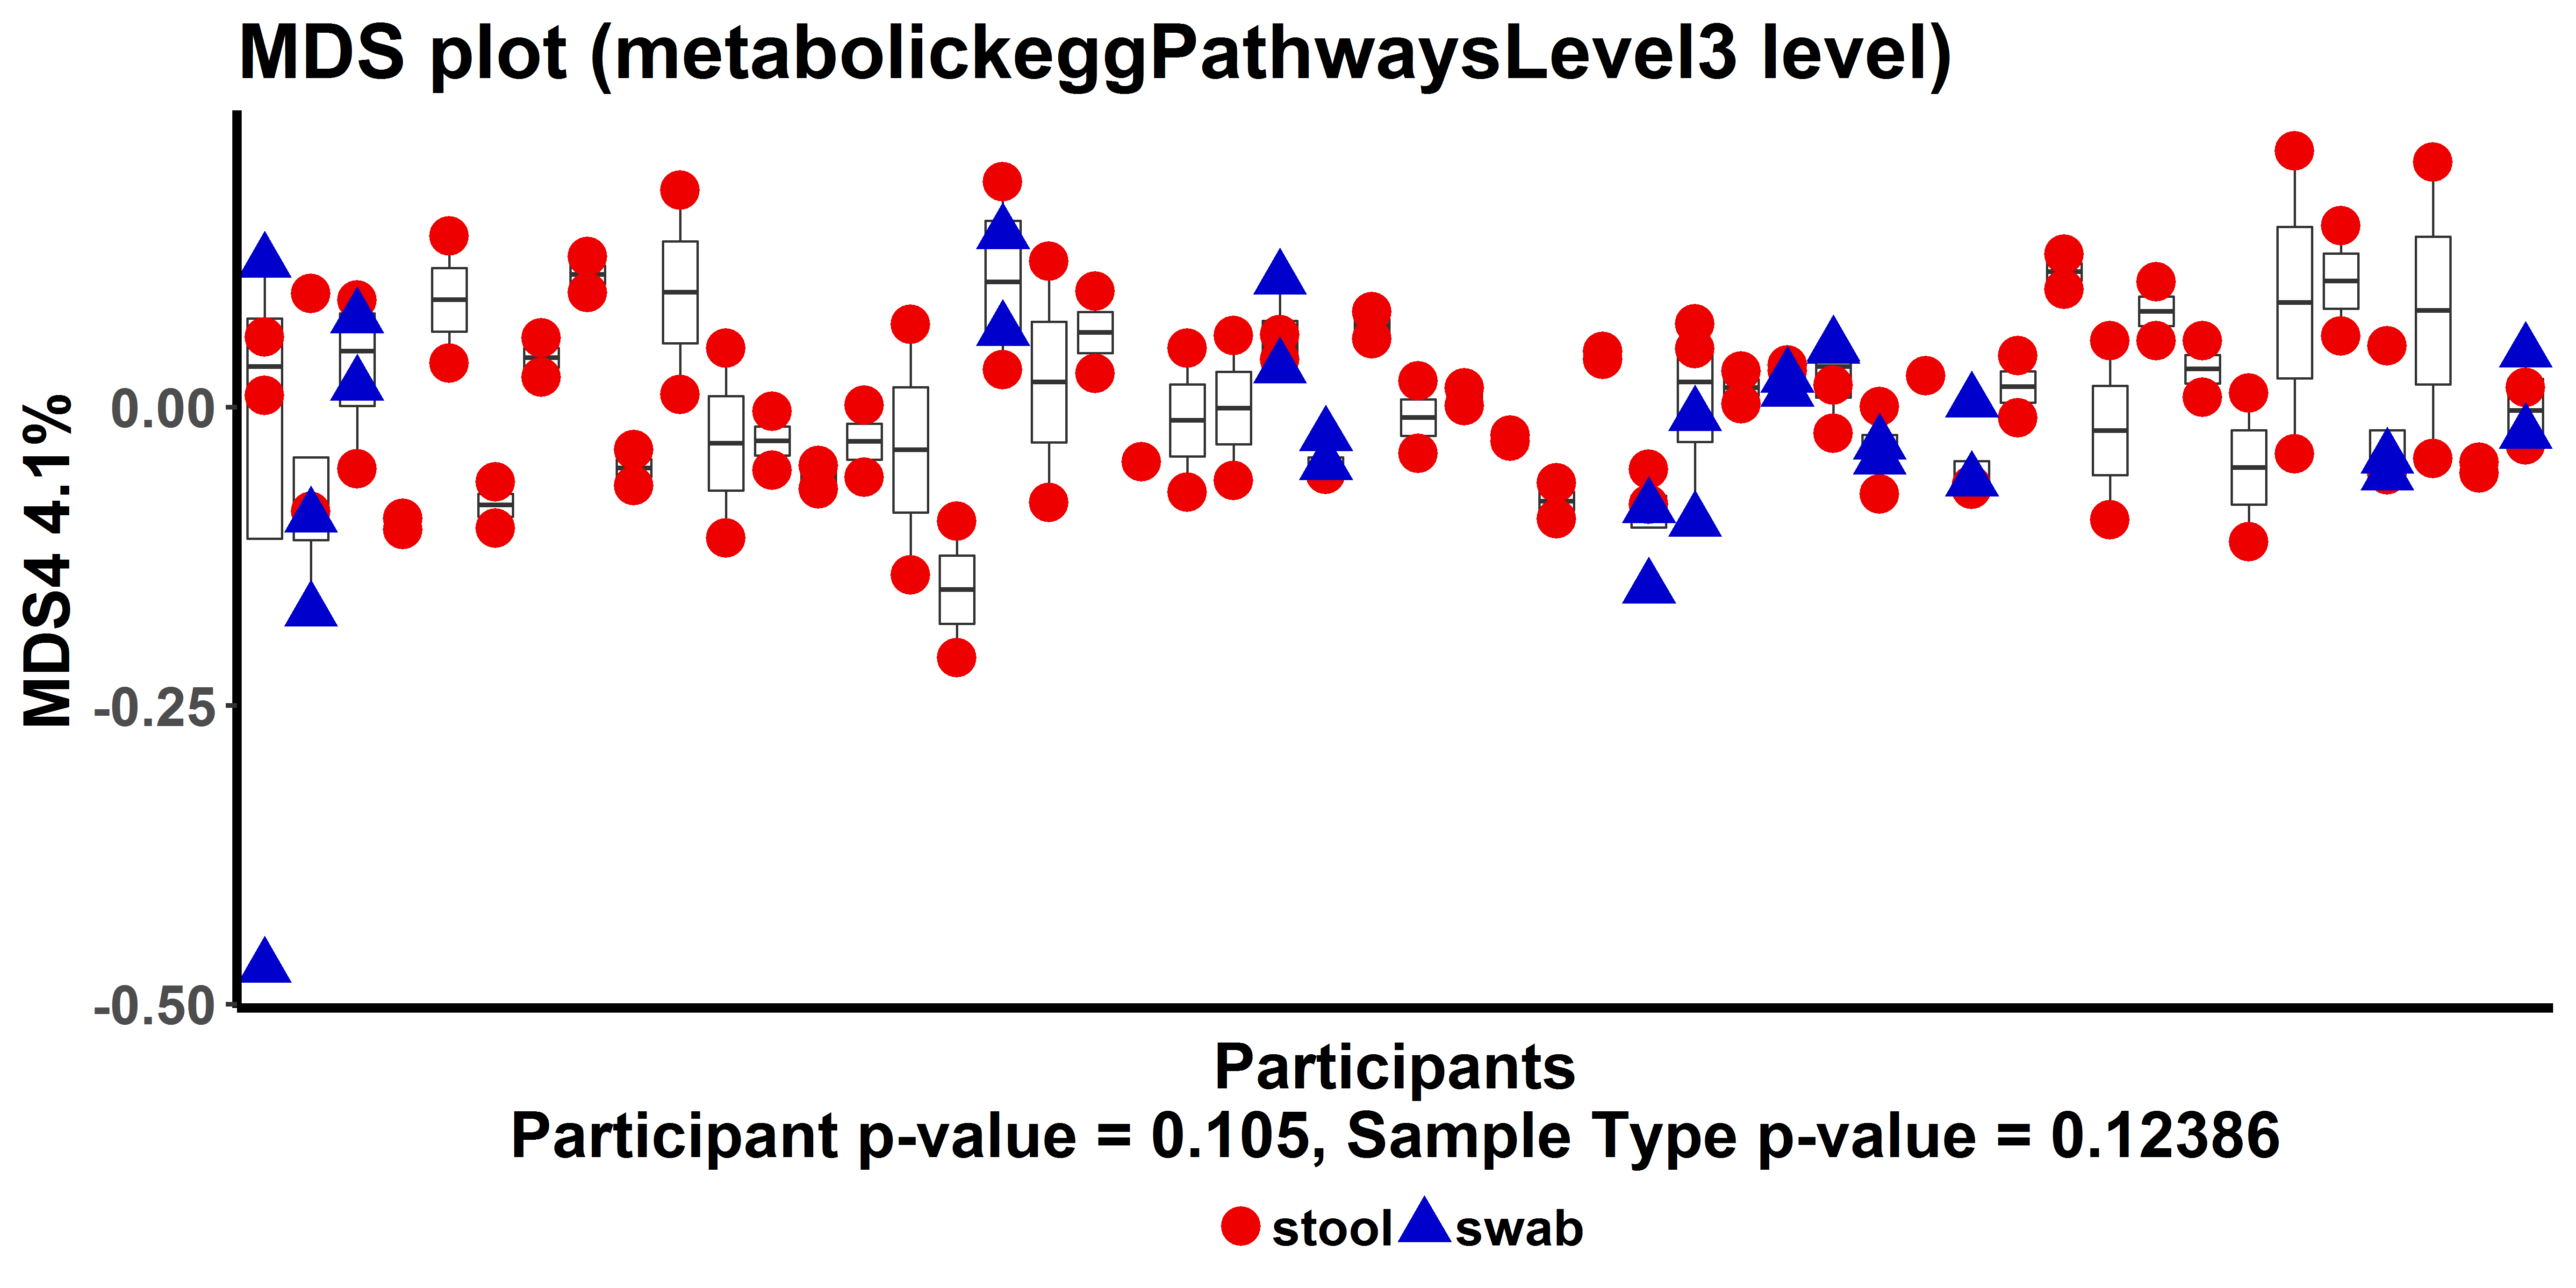 MDS plot (metabolickeggPathwaysLevel3 level)
MDS4 4.1%
0.00
-0.25
-0.50
Participants
Participant p-value = 0.105, Sample Type p-value = 0.12386
stool swab